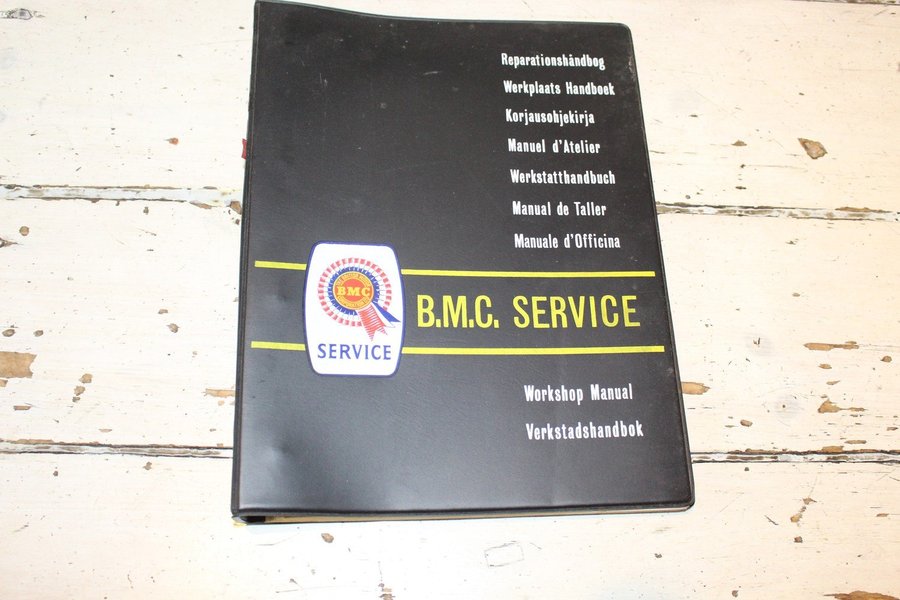 Reparationshåndbog
Werkplaats Handboek
Korjausohjekirja
Manuel d'Atelier
Werkstatthandbuch
Manual de Taller
Manuale d'Officina
BMC
SERVICE
B.M.C. SERVICE
Workshop Manual
Verkstadshandbok